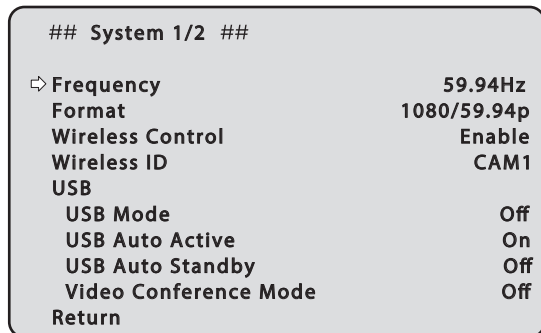 ## System 1/2 ##
Frequency 59.94Hz
Format 1080/59.94p
Wireless Control Enable
Wireless ID CAM1
USB
USB Mode Off
USB Auto Active On
USB Auto Standby Off
Video Conference Mode Off
Return